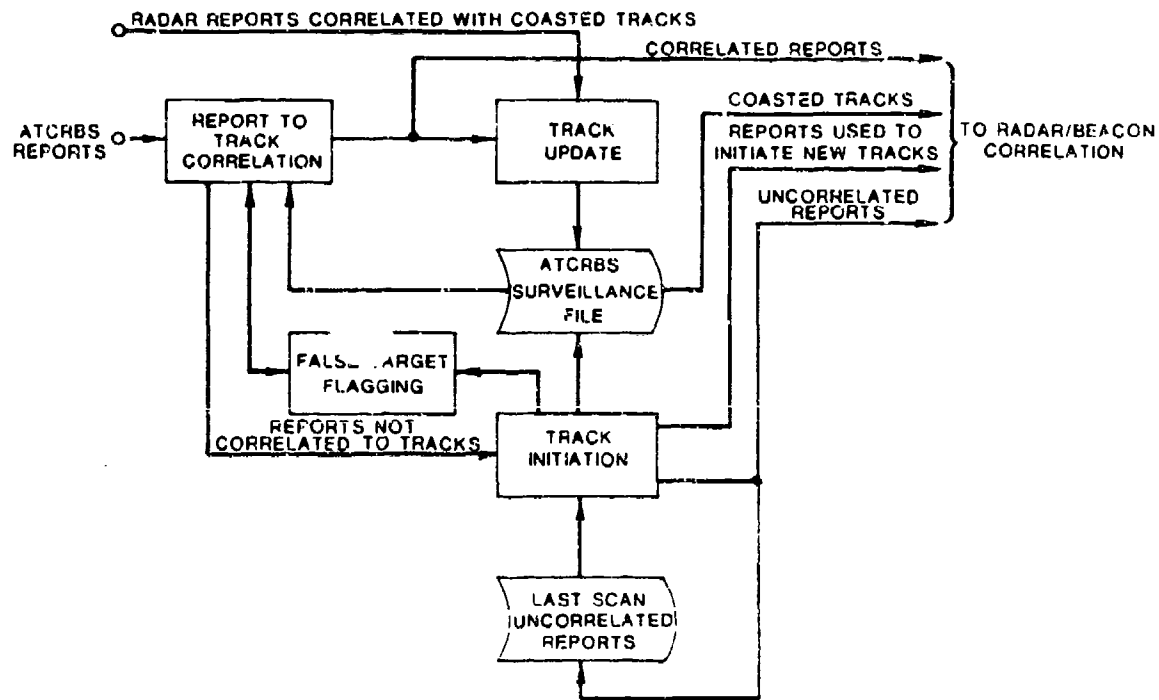 RADAR REPORTS CORRELATED WITH COASTED TRACKS
CORRELATED REPORTS
ATCRBS
REPORTS
REPORT TO
TRACK
CORRELATION
TRACK
UPDATE
COASTED TRACKS
REPORTS USED TO
INITIATE NEW TRACKS
UNCORRELATED
REPORTS
TO RADAR/BEACON
CORRELATION
ATCRBS
SURVEILLANCE
FILE
FALSE TARGET
FLAGGING
REPORTS NOT
CORRELATED TO TRACKS
TRACK
INITIATION
LAST SCAN
UNCORRELATED
REPORTS